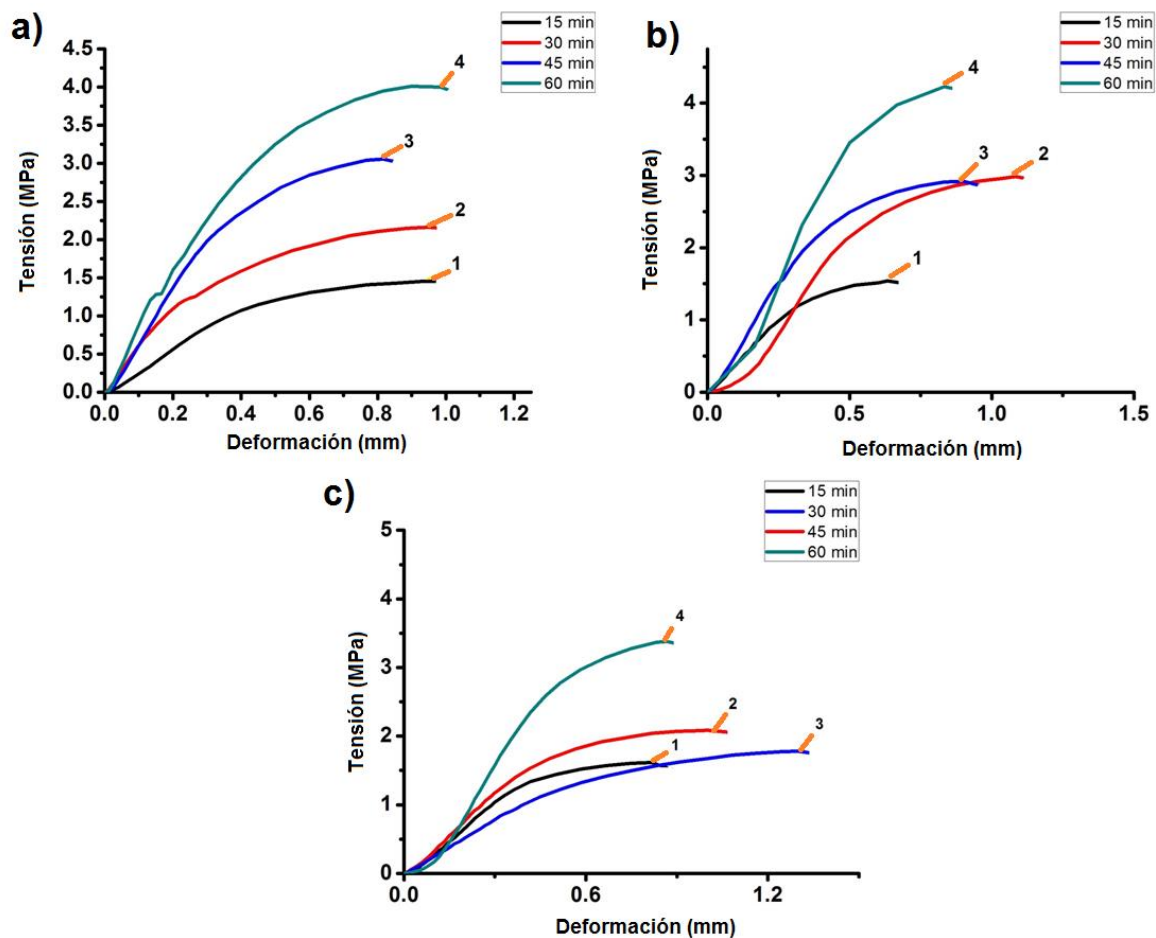 a)
15 min
30 min
45 min
60 min
4.5
4.0
3.5
3.0
2.5
2.0
1.5
1.0
0.5
0.0
Tensión (MPa)
4
3
2
1
0.0 0.2 0.4 0.6 0.8 1.0 1.2
Deformación (mm)
b)
15 min
30 min
45 min
60 min
4
3
2
1
0
Tensión (MPa)
4
3
2
1
0.0 0.5 1.0 1.5
Deformación (mm)
c)
15 min
30 min
45 min
60 min
5
4
3
2
1
0
Tensión (MPa)
4
2
3
1
0.0 0.6 1.2
Deformación (mm)